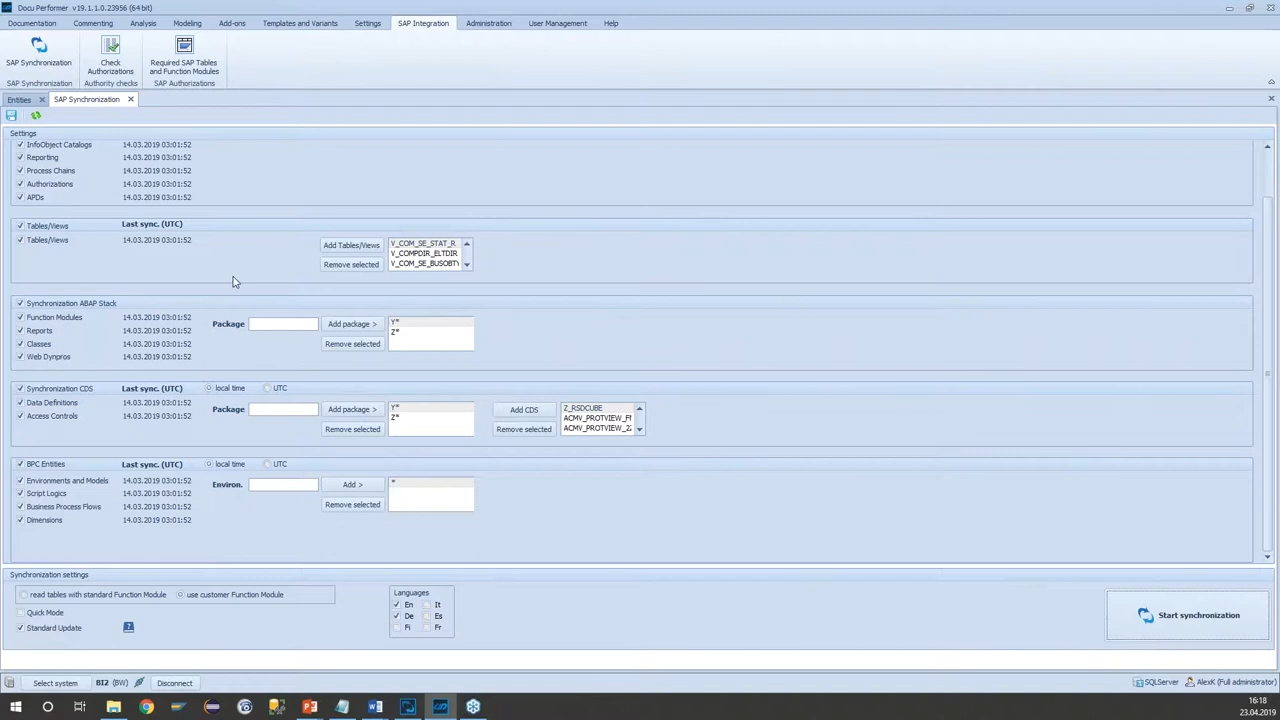 Docu Performer v19.1.1.0.23956 (64 bit)
Documentation Commenting Analysis Modeling Add-ons Templates and Variants Settings SAP Integration Administration User Management Help
SAP Synchronization
Check Authorizations
Required SAP Tables and Function Modules
SAP Synchronization Authority checks SAP Authorizations
Entities SAP Synchronization
Settings
InfoObject Catalogs 14.03.2019 03:01:52
Reporting 14.03.2019 03:01:52
Process Chains 14.03.2019 03:01:52
Authorizations 14.03.2019 03:01:52
APDs 14.03.2019 03:01:52
Tables/Views Last sync. (UTC)
Tables/Views 14.03.2019 03:01:52 Add Tables/Views V_COM_SE_STAT_R
V_COMPDIR_ELTDIR
Remove selected V_COM_SE_BUSOBTY
Synchronization ABAP Stack
Function Modules 14.03.2019 03:01:52 Package Add package > Y*
Reports 14.03.2019 03:01:52 Z*
Classes 14.03.2019 03:01:52 Remove selected
Web Dynpros 14.03.2019 03:01:52
Synchronization CDS Last sync. (UTC) local time UTC
Data Definitions 14.03.2019 03:01:52 Package Add package > Y* Add CDS Z_RSDCUBE
Access Controls 14.03.2019 03:01:52 Z* ACMV_PROTVIEW_FN
Remove selected Remove selected ACMV_PROTVIEW_22
BPC Entities Last sync. (UTC) local time UTC
Environments and Models 14.03.2019 03:01:52 Environ. Add > *
Script Logics 14.03.2019 03:01:52
Business Process Flows 14.03.2019 03:01:52 Remove selected
Dimensions 14.03.2019 03:01:52
Synchronization settings
read tables with standard Function Module use customer Function Module
Quick Mode
Standard Update
Languages
En It
De Es
Fi Fr
Start synchronization
Select system BI2 (BW) Disconnect SQLServer AlexK (Full administrator)
16:18
23.04.2019